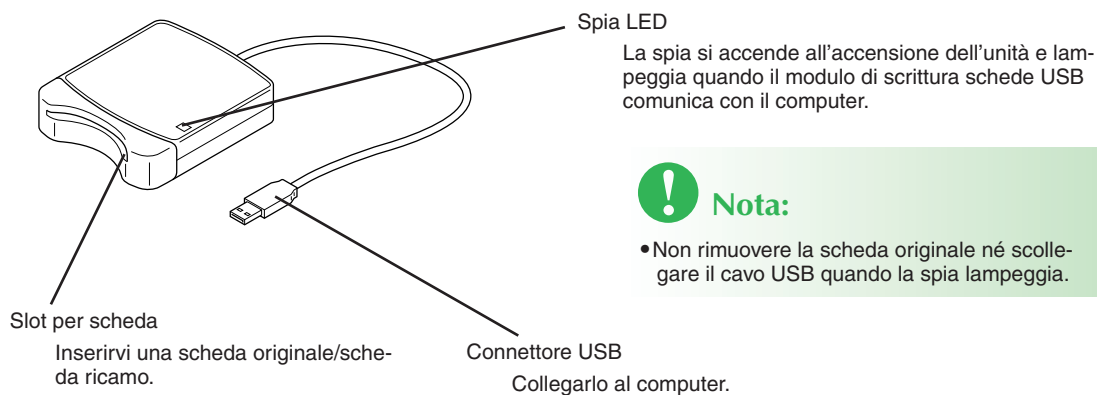 Spia LED
La spia si accende all'accensione dell'unità e lam-
peggia quando il modulo di scrittura schede USB
comunica con il computer.
Nota:
•Non rimuovere la scheda originale né scolle-
gare il cavo USB quando la spia lampeggia.
Slot per scheda
Inserirvi una scheda originale/sche-
da ricamo.
Connettore USB
Collegarlo al computer.